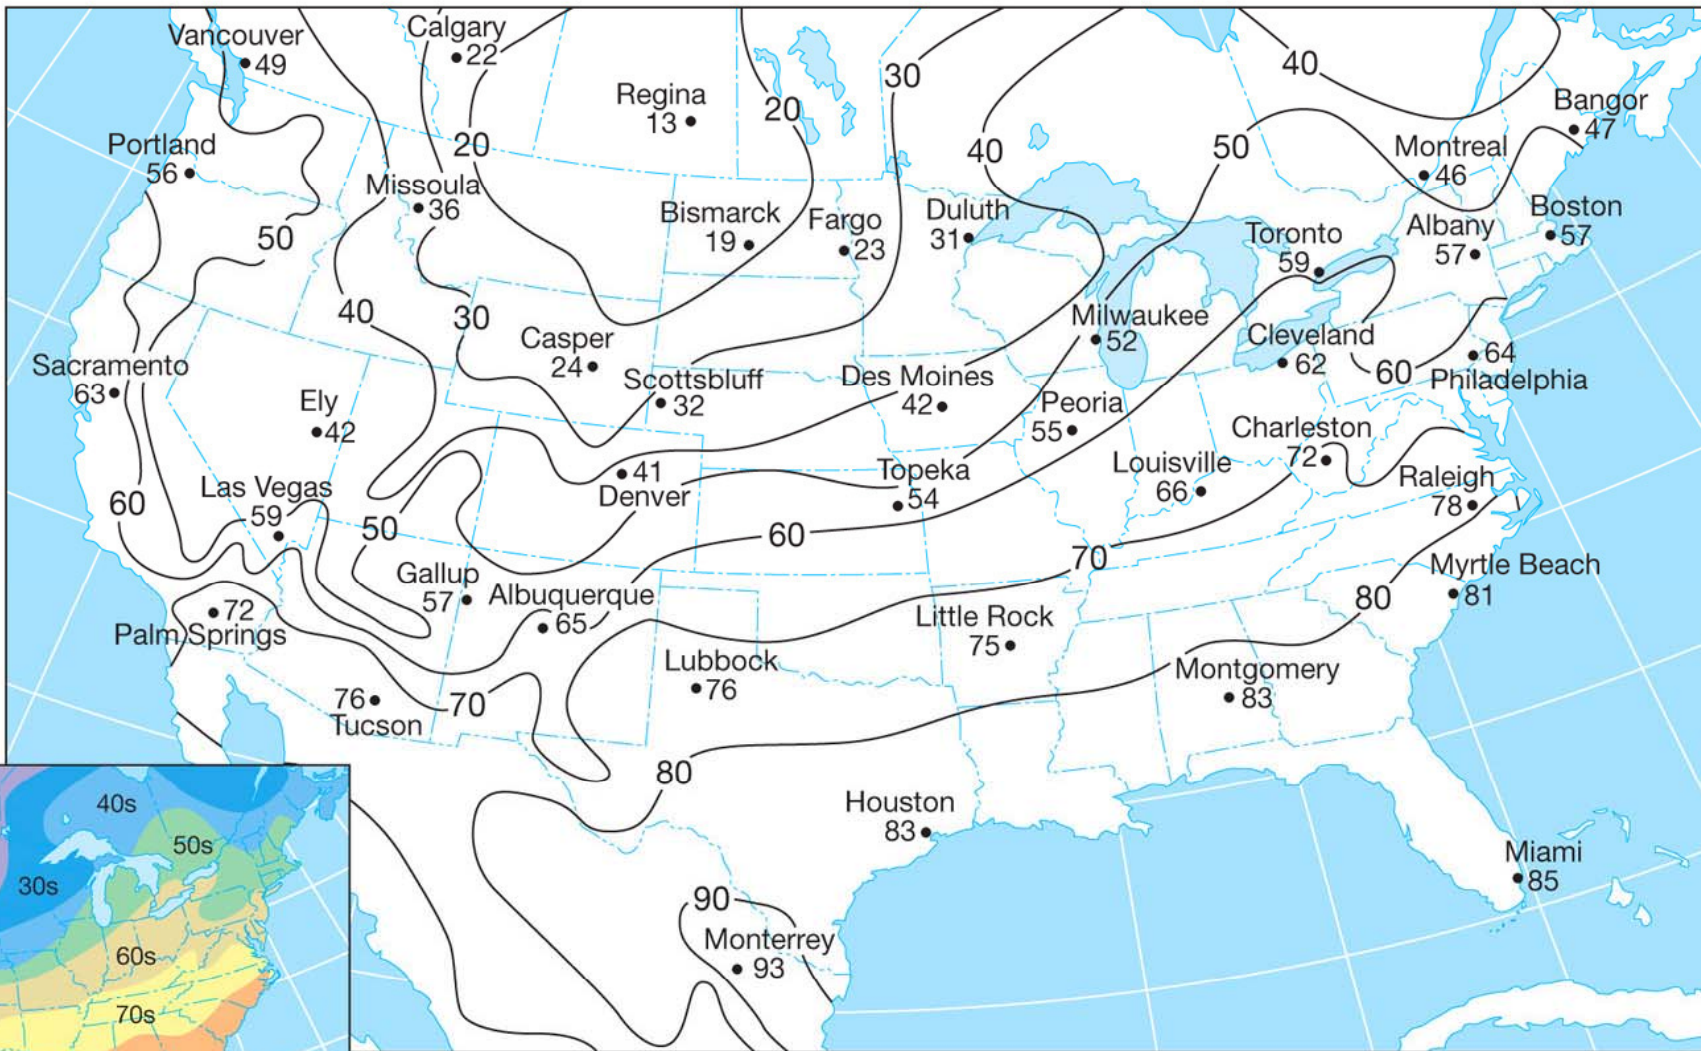 Vancouver
49
Calgary
22
30
40
Regina
13
20
20
Bangor
47
Portland
56
40
50
Montreal
46
Missoula
36
Bismarck
19
Fargo
23
Duluth
31
Toronto
59
Albany
57
Boston
57
50
40
30
Casper
24
Milwaukee
52
Cleveland
62
64
Philadelphia
Sacramento
63
Scottsbluff
32
Des Moines
42
60
Ely
42
Peoria
55
Charleston
72
41
Denver
Topeka
54
Louisville
66
Raleigh
78
Las Vegas
59
60
50
60
70
Gallup
57
Albuquerque
65
Myrtle Beach
81
80
72
Palm Springs
Little Rock
75
Lubbock
76
Montgomery
83
76
Tucson
70
80
Houston
83
Miami
85
90
Monterrey
93
40s
50s
30s
60s
70s